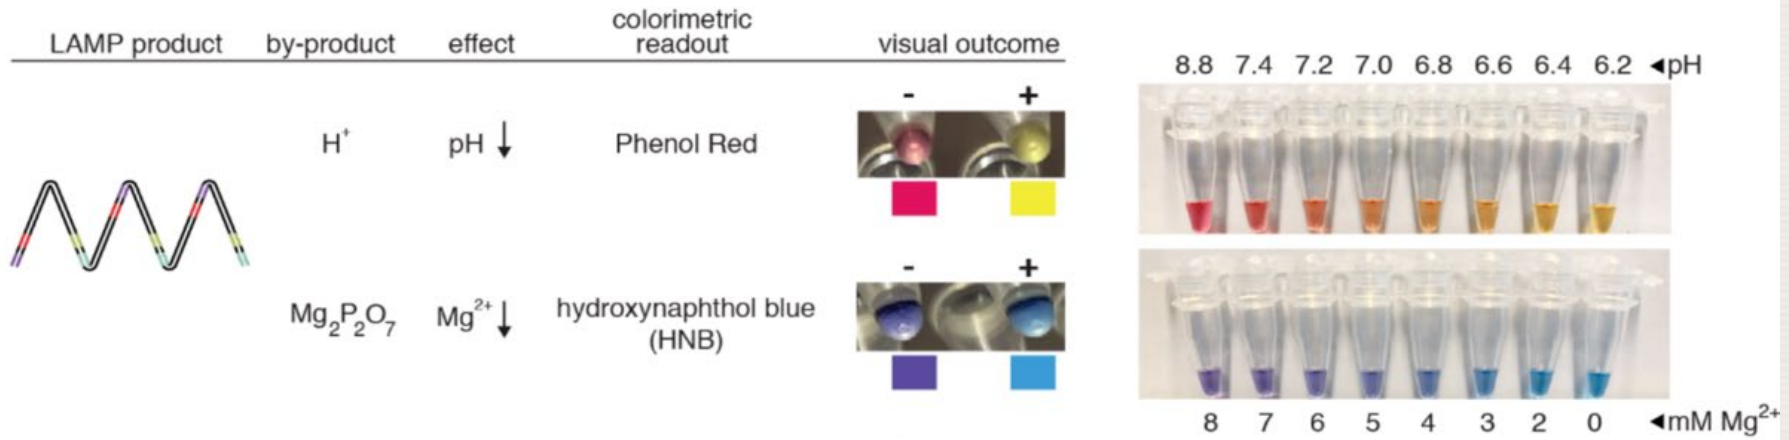 LAMP product by-product effect colorimetric readout visual outcome
- +
H⁺ pH ↓ Phenol Red
- +
Mg₂P₂O₇ Mg²⁺ ↓ hydroxynaphthol blue
(HNB)
8.8 7.4 7.2 7.0 6.8 6.6 6.4 6.2 ◄pH
8 7 6 5 4 3 2 0 ◄mM Mg²⁺